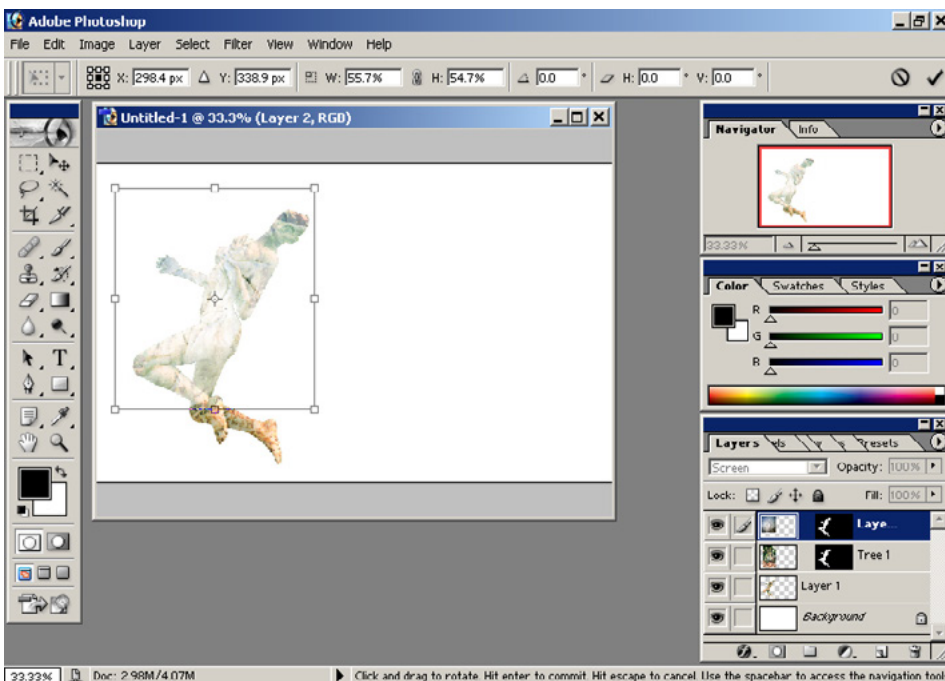 Adobe Photoshop
File Edit Image Layer Select Filter View Window Help
X: 298.4 px Y: 338.9 px W: 55.7% H: 54.7% 0.0 ° H: 0.0 ° V: 0.0 °
Untitled-1 @ 33.3% (Layer 2, RGB)
Navigator Info
33.33%
Color Swatches Styles
R 0
G 0
B 0
T
Layers Presets
Screen Opacity: 100%
Lock: Fill: 100%
Laye...
Tree 1
Layer 1
Background
33.33% Doc: 2.98M/4.07M Click and drag to rotate. Hit enter to commit. Hit escape to cancel. Use the spacebar to access the navigation tool